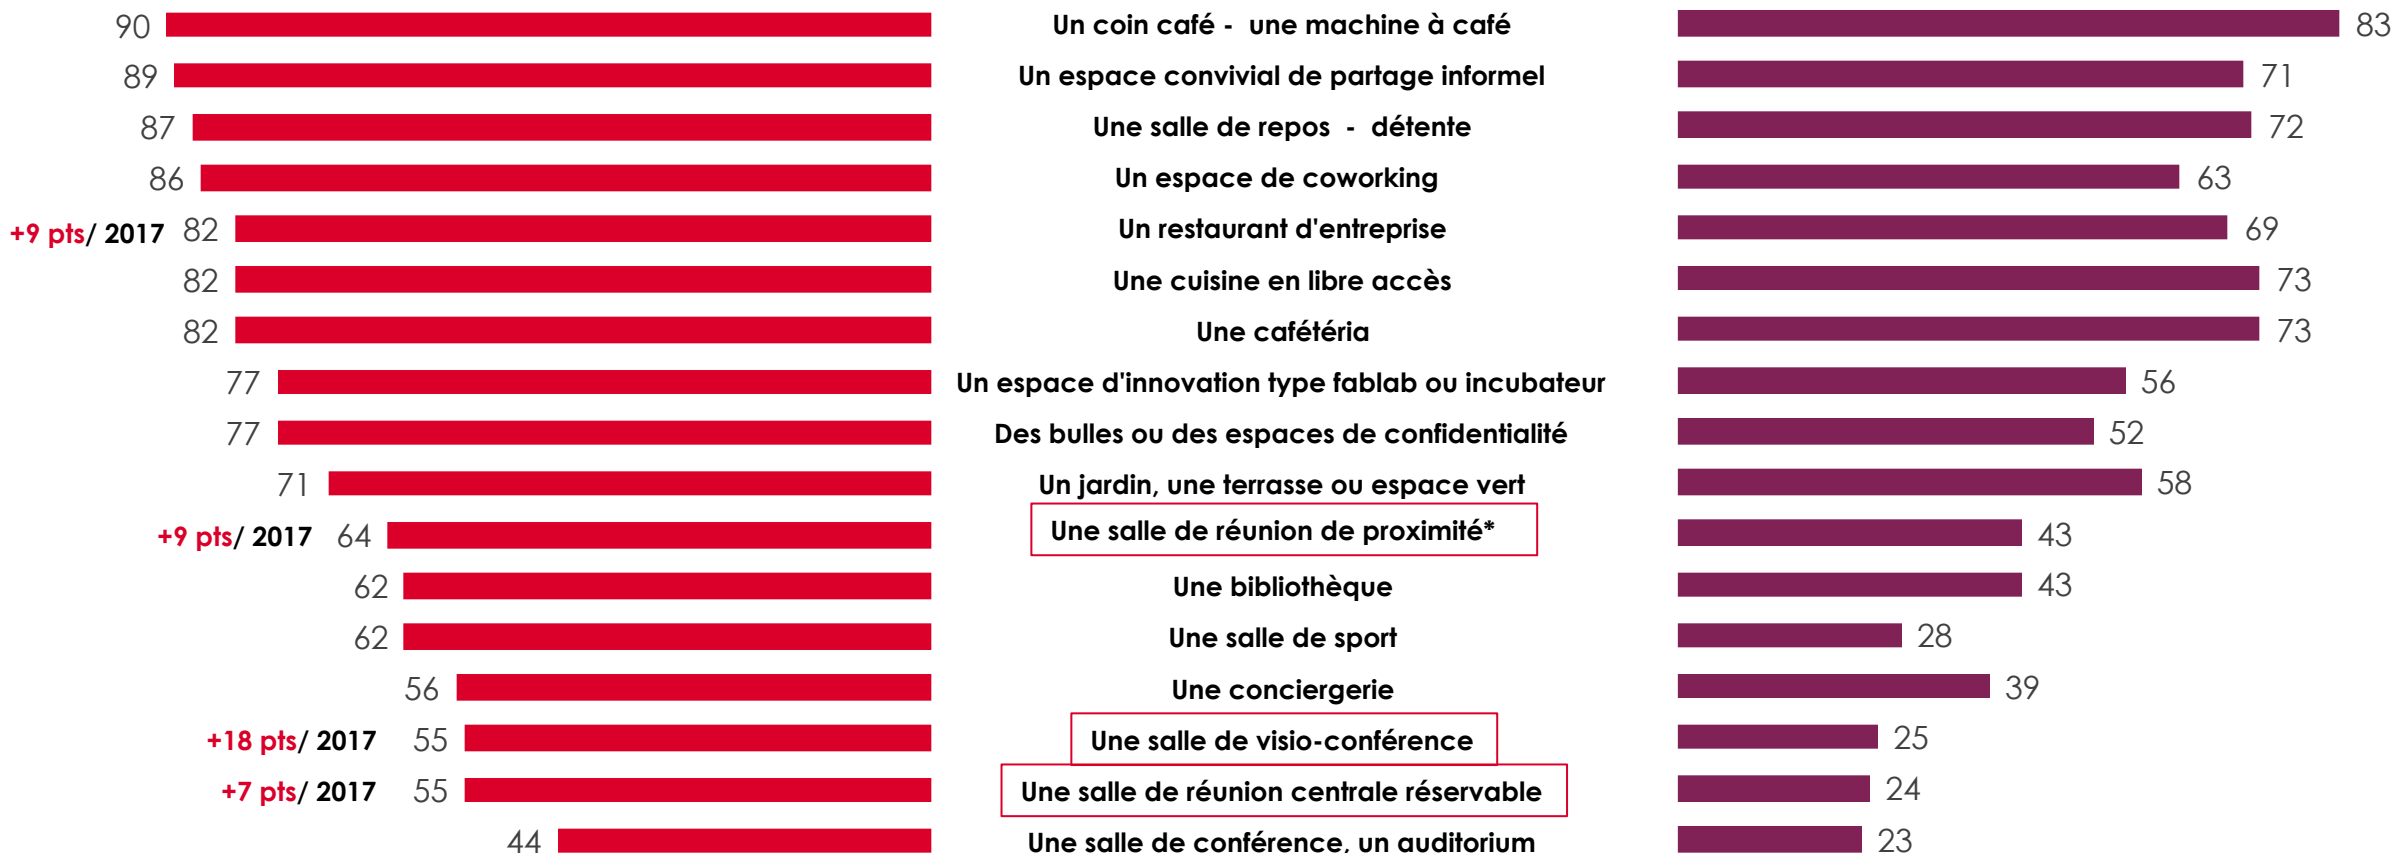 90 Un coin café - une machine à café 83
89 Un espace convivial de partage informel 71
87 Une salle de repos - détente 72
86 Un espace de coworking 63
+9 pts/ 2017 82 Un restaurant d'entreprise 69
82 Une cuisine en libre accès 73
82 Une cafétéria 73
77 Un espace d'innovation type fablab ou incubateur 56
77 Des bulles ou des espaces de confidentialité 52
71 Un jardin, une terrasse ou espace vert 58
+9 pts/ 2017 64 Une salle de réunion de proximité* 43
62 Une bibliothèque 43
62 Une salle de sport 28
56 Une conciergerie 39
+18 pts/ 2017 55 Une salle de visio-conférence 25
+7 pts/ 2017 55 Une salle de réunion centrale réservable 24
44 Une salle de conférence, un auditorium 23